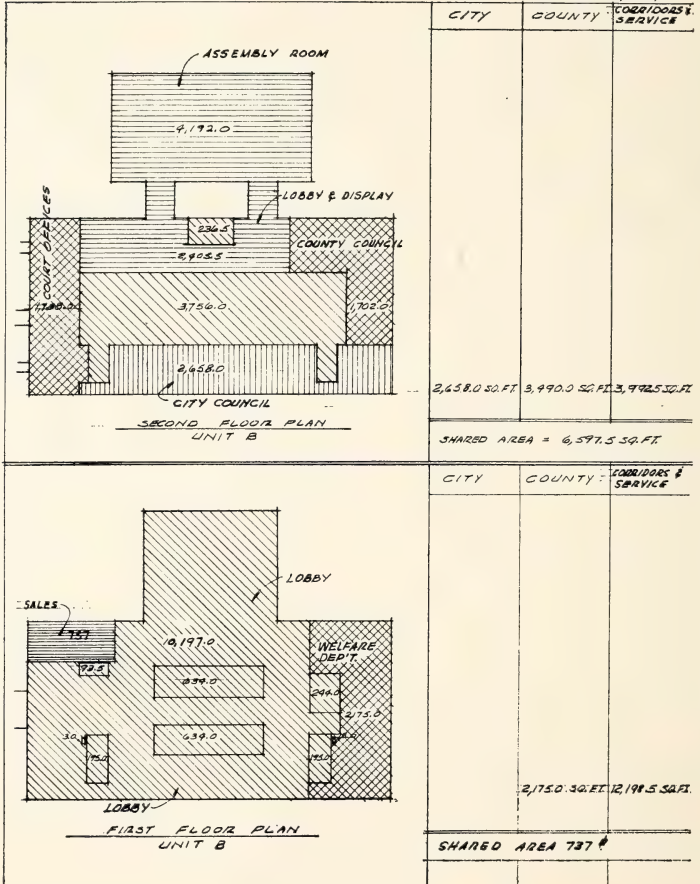 CITY COUNTY CORRIDORS & SERVICE
ASSEMBLY ROOM
4,192.0
COURT OFFICES
LOBBY & DISPLAY
236.5
COUNTY COUNCIL
2,405.5
3,756.0
1,702.0
2,658.0
2,658.0 SQ.FT. 3,490.0 SQ.FT. 3,992.5 SQ.FT.
CITY COUNCIL
SECOND FLOOR PLAN
UNIT B
SHARED AREA = 6,597.5 SQ.FT.
CITY COUNTY CORRIDORS & SERVICE
LOBBY
SALES
10,197.0
WELFARE DEP'T.
92.5
634.0
244.0
2,175.0
634.0
3.0
195.0
195.0
2,175.0 SQ.FT. 12,198.5 SQ.FT.
LOBBY
FIRST FLOOR PLAN
UNIT B
SHARED AREA 737 #